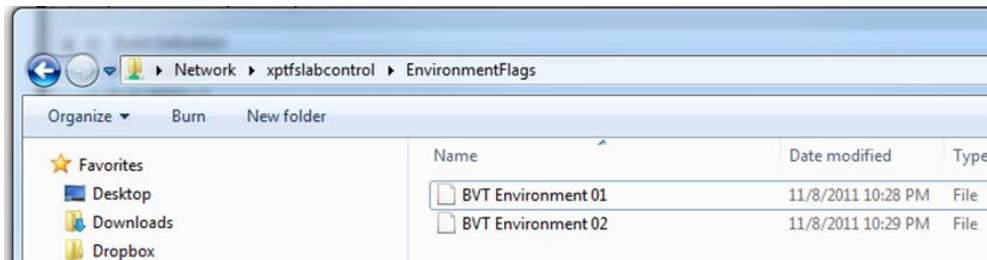 Network xptfslabcontrol EnvironmentFlags
Organize Burn New folder
Favorites
Desktop
Downloads
Dropbox
Name Date modified Type
BVT Environment 01 11/8/2011 10:28 PM File
BVT Environment 02 11/8/2011 10:29 PM File